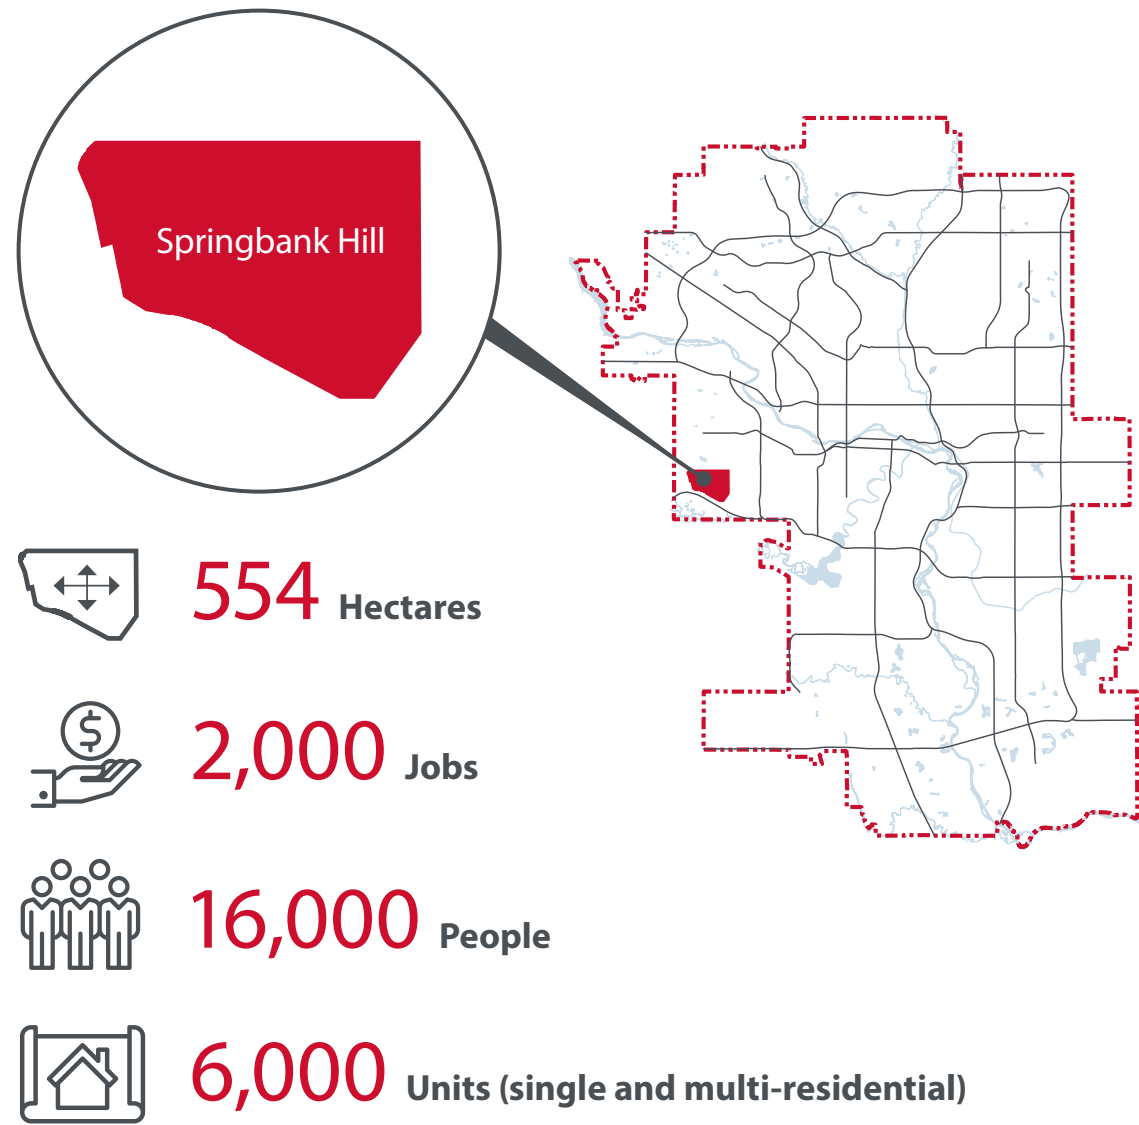 Springbank Hill
554 Hectares
$
2,000 Jobs
16,000 People
6,000 Units (single and multi-residential)